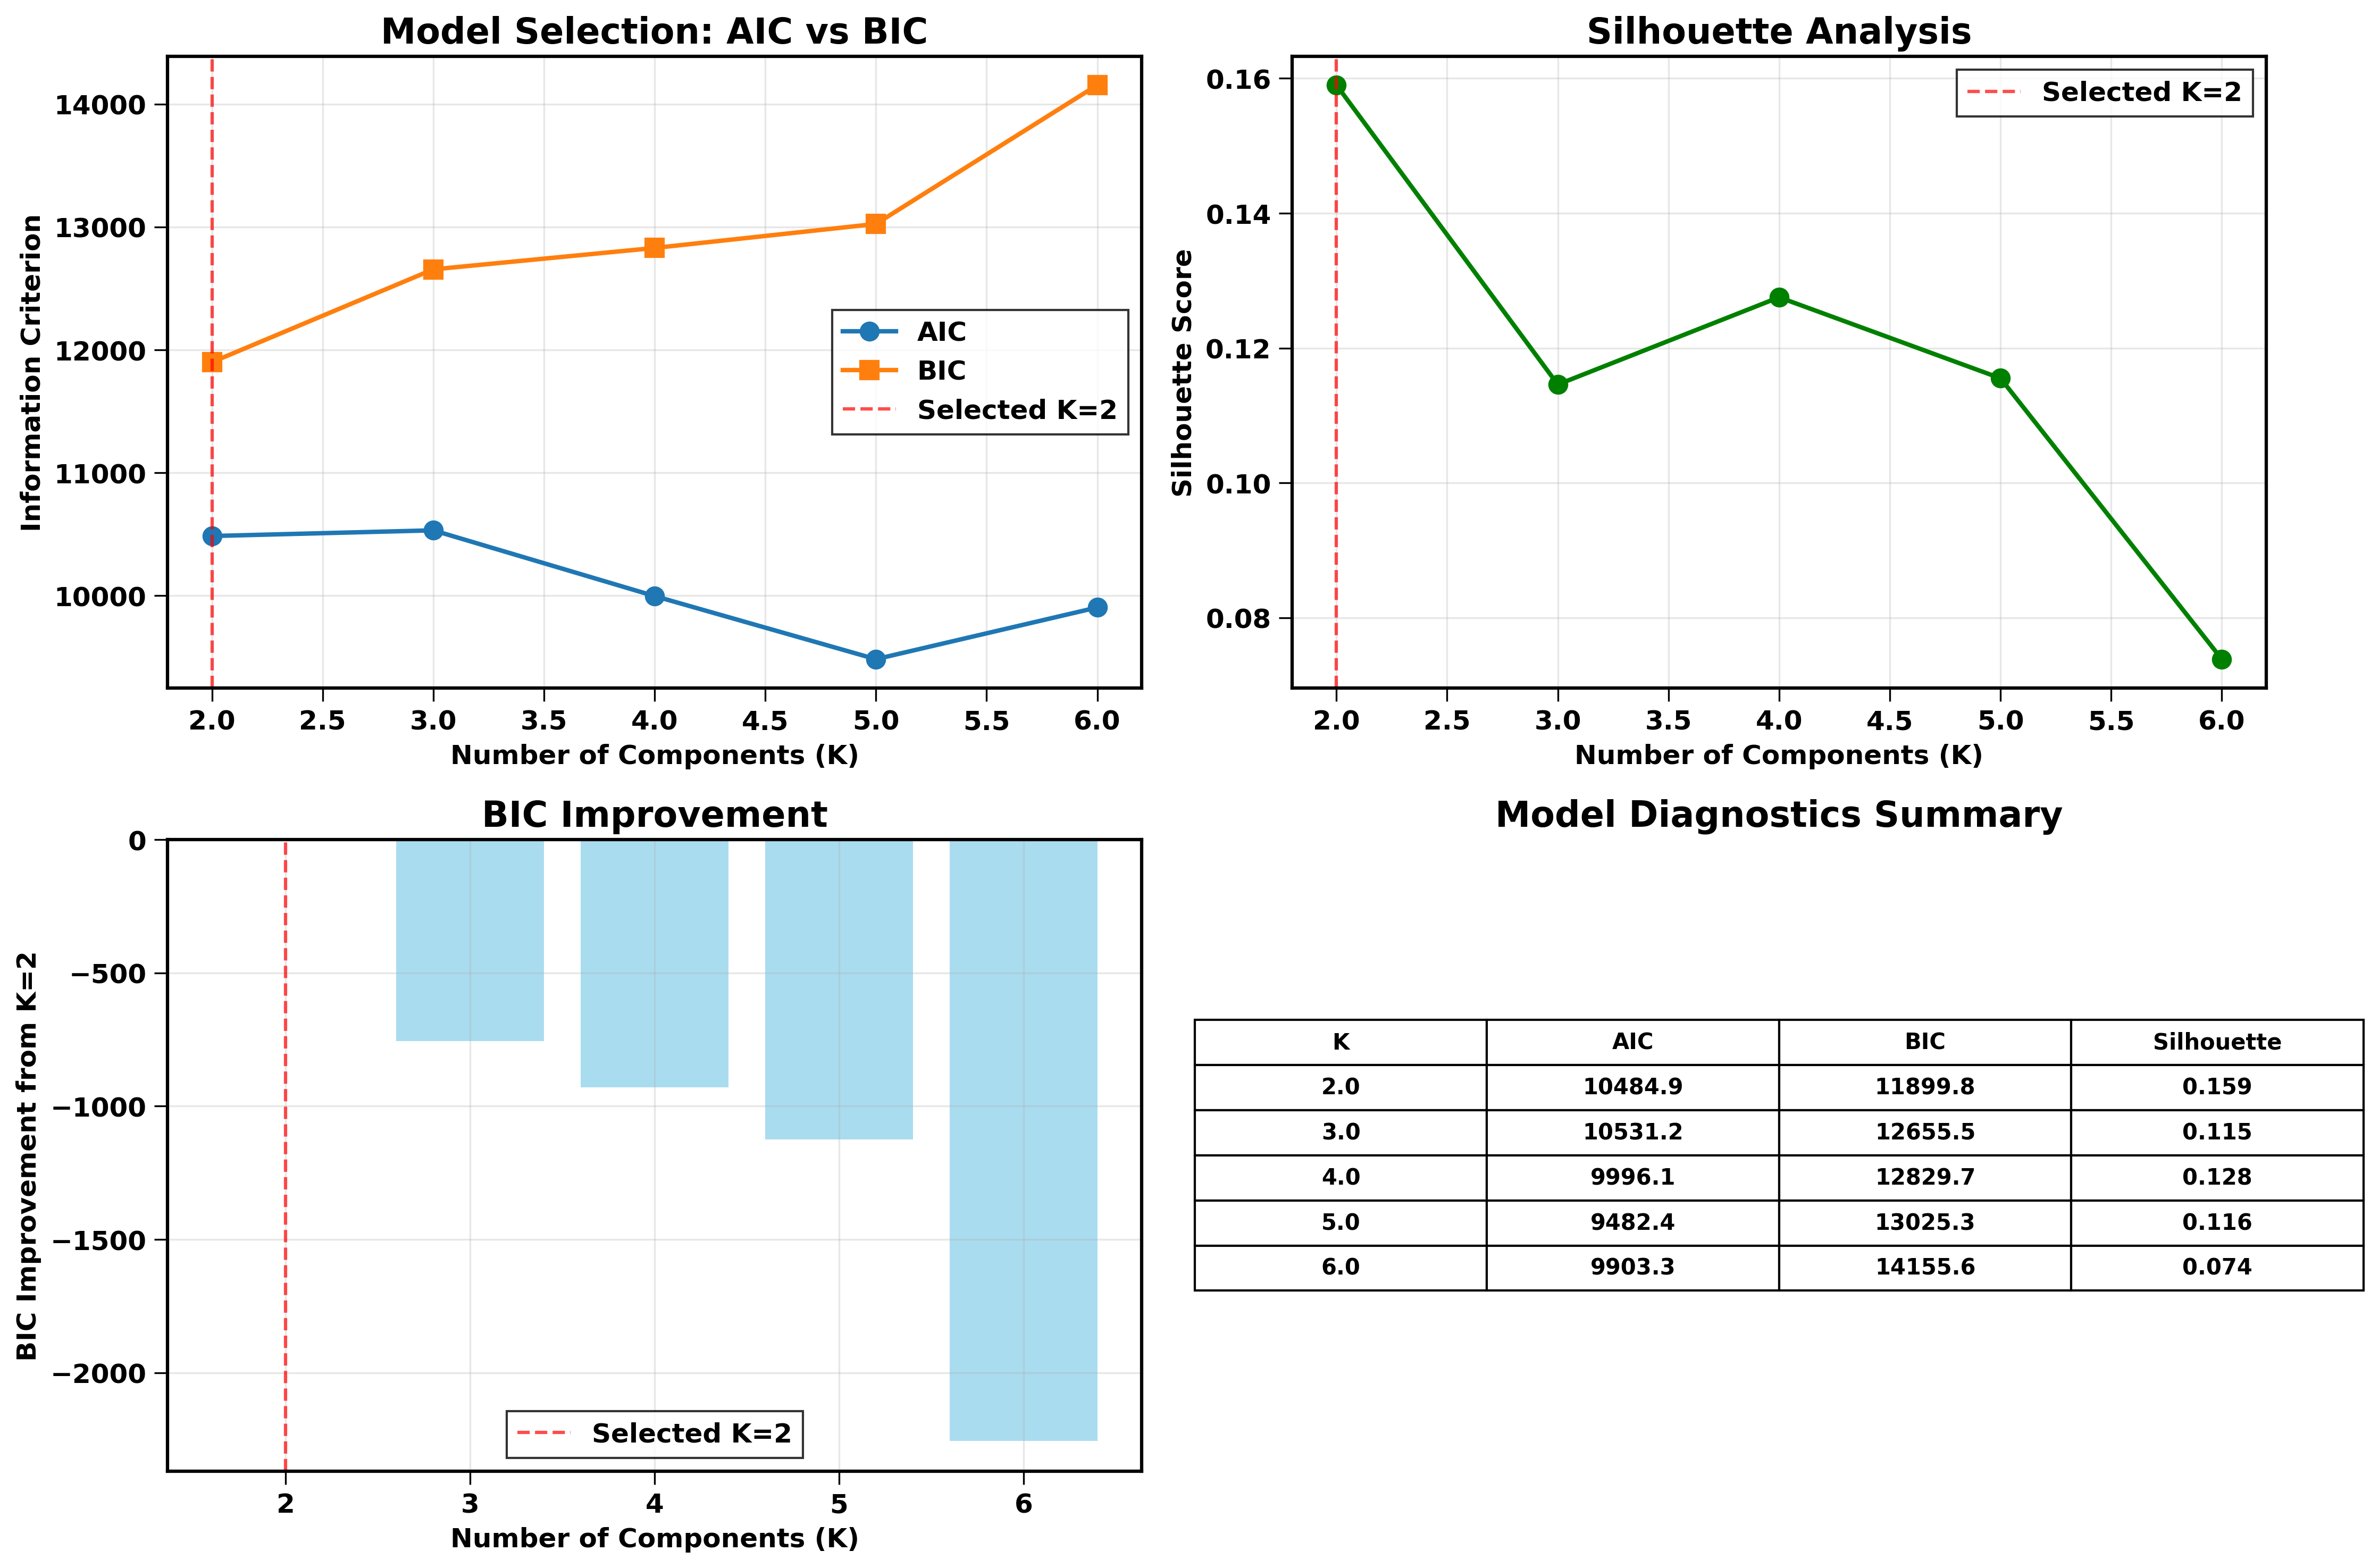 Model Selection: AIC vs BIC
Information Criterion
14000
13000
12000
11000
10000
AIC
BIC
Selected K=2
2.0 2.5 3.0 3.5 4.0 4.5 5.0 5.5 6.0
Number of Components (K)
Silhouette Analysis
Silhouette Score
0.16
0.14
0.12
0.10
0.08
Selected K=2
2.0 2.5 3.0 3.5 4.0 4.5 5.0 5.5 6.0
Number of Components (K)
BIC Improvement
BIC Improvement from K=2
0
−500
−1000
−1500
−2000
Selected K=2
2 3 4 5 6
Number of Components (K)
Model Diagnostics Summary
K AIC BIC Silhouette
2.0 10484.9 11899.8 0.159
3.0 10531.2 12655.5 0.115
4.0 9996.1 12829.7 0.128
5.0 9482.4 13025.3 0.116
6.0 9903.3 14155.6 0.074